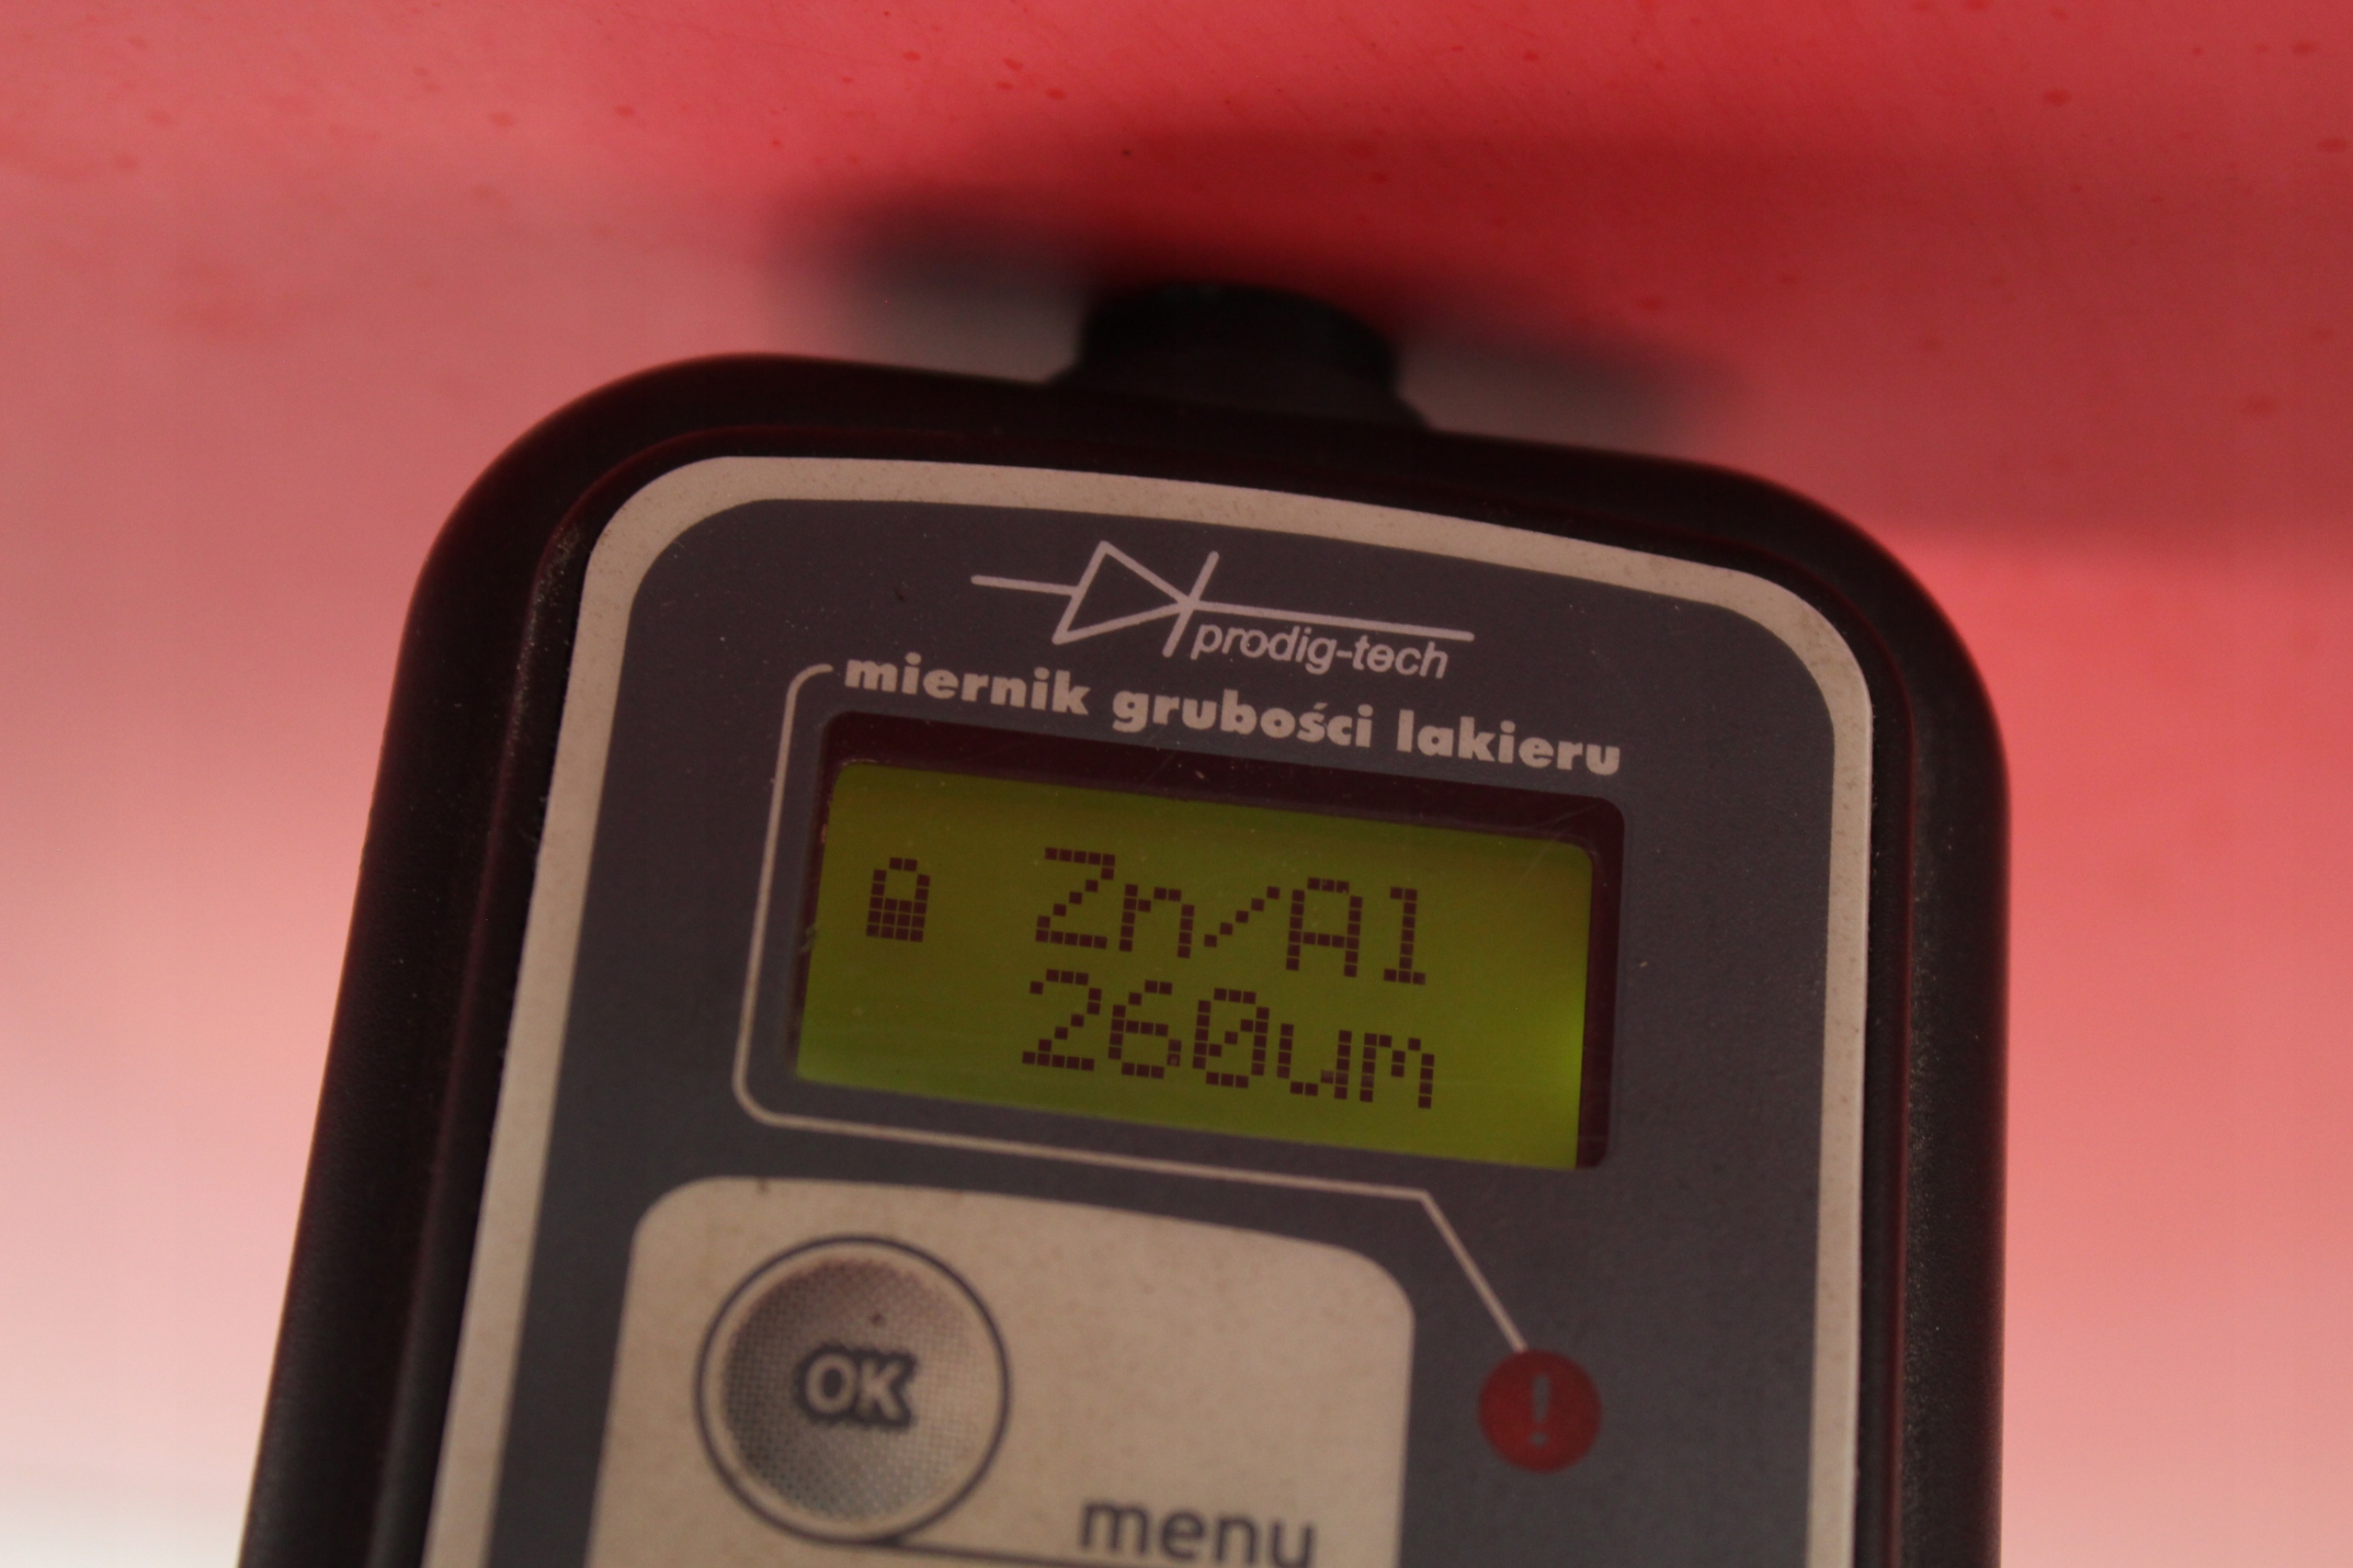 prodig-tech
miernik grubości lakieru
Zn/Al
260um
OK
!
menu